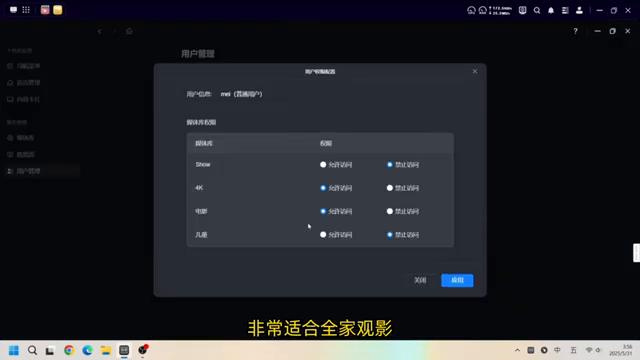 用户管理
用户权限配置
用户信息: mei（普通用户）
媒体库权限
媒体库 权限
Show 允许访问 禁止访问
4K 允许访问 禁止访问
电影 允许访问 禁止访问
儿童 允许访问 禁止访问
关闭 应用
媒体库
用户管理
非常适合全家观影
中
五
3:56
2025/5/31